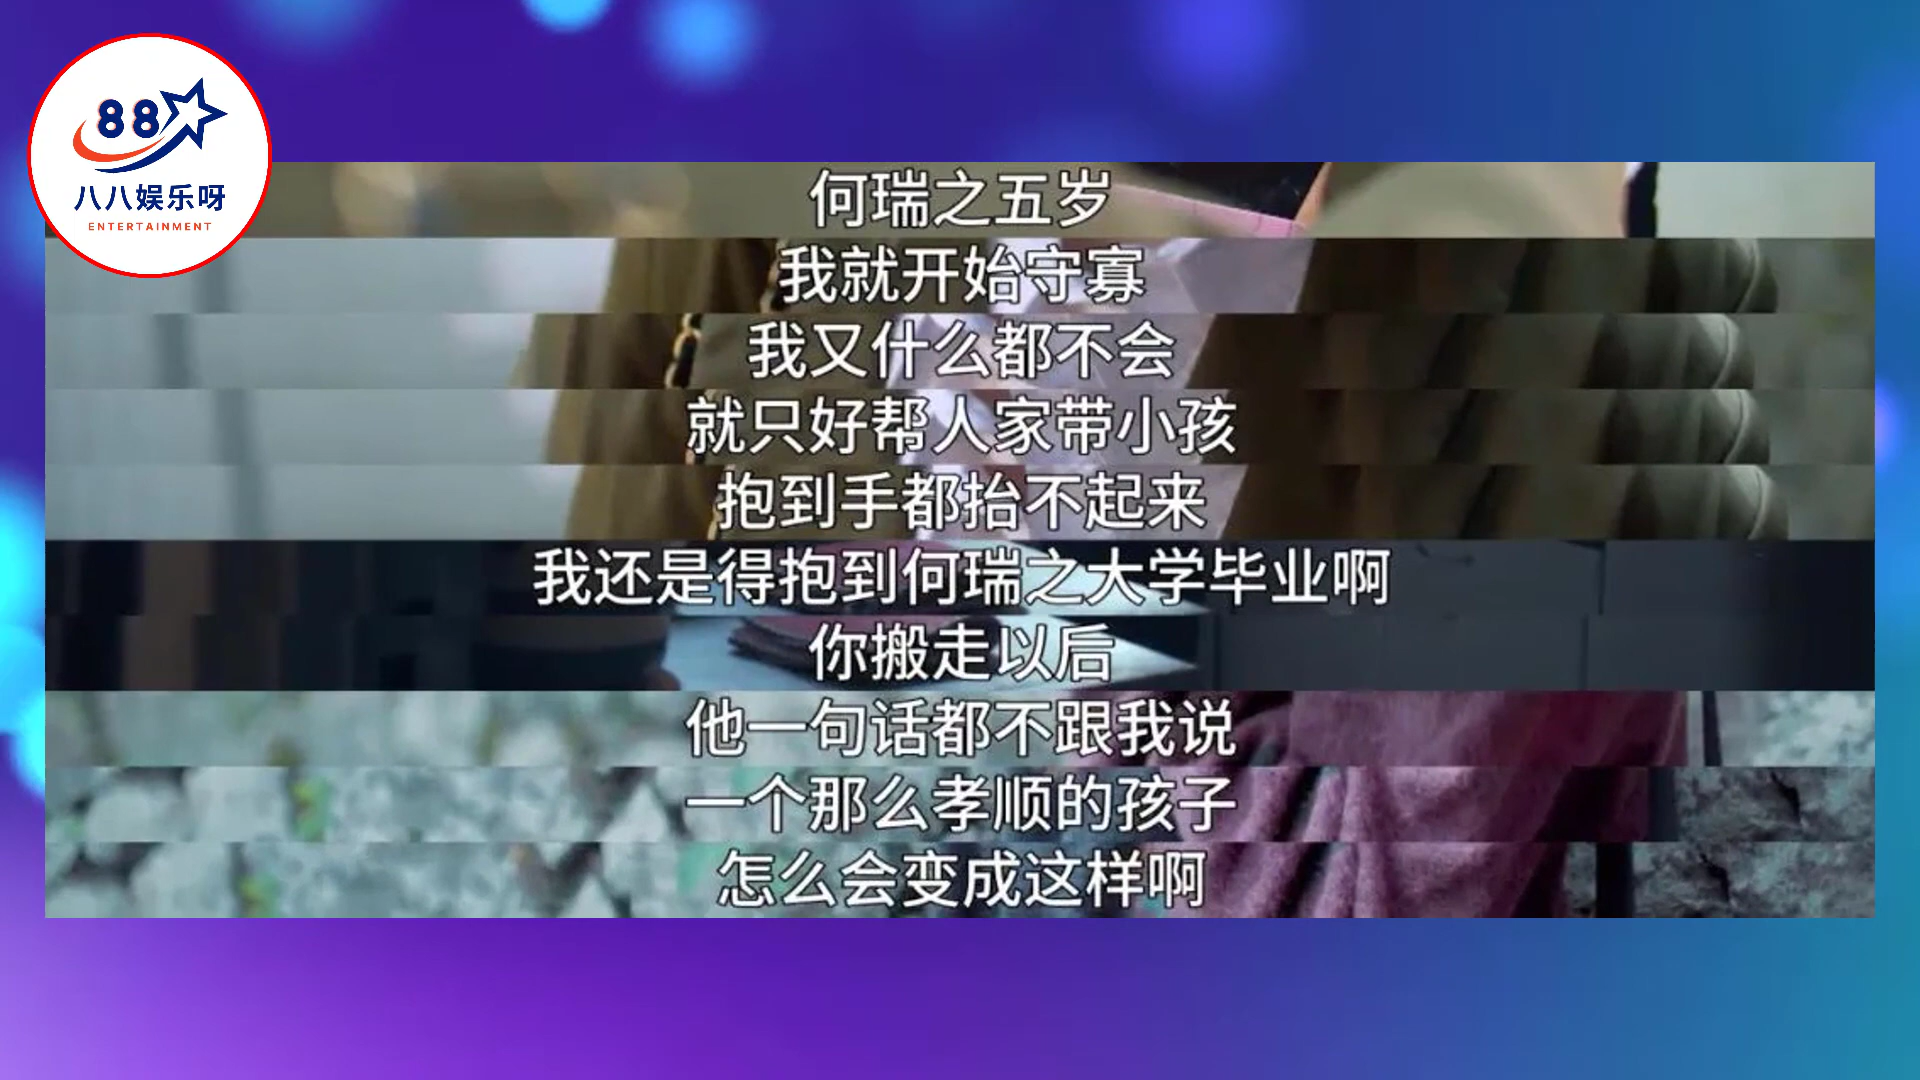 88
八八娱乐呀
ENTERTAINMENT
何瑞之五岁
我就开始守寡
我又什么都不会
就只好帮人家带小孩
抱到手都抬不起来
我还是得抱到何瑞之大学毕业啊
你搬走以后
他一句话都不跟我说
一个那么孝顺的孩子
怎么会变成这样啊